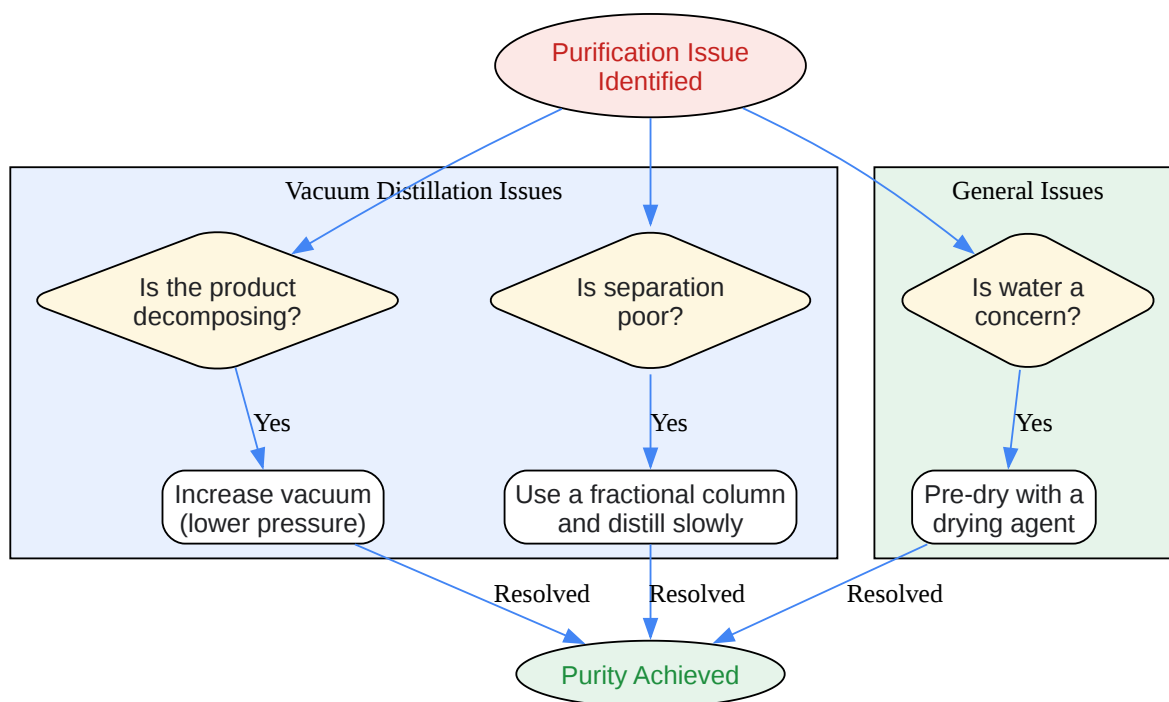 Purification Issue
Identified
Vacuum Distillation Issues
General Issues
Is the product
decomposing?
Is separation
poor?
Is water a
concern?
Yes
Yes
Yes
Increase vacuum
(lower pressure)
Use a fractional column
and distill slowly
Pre-dry with a
drying agent
Resolved
Resolved
Resolved
Purity Achieved